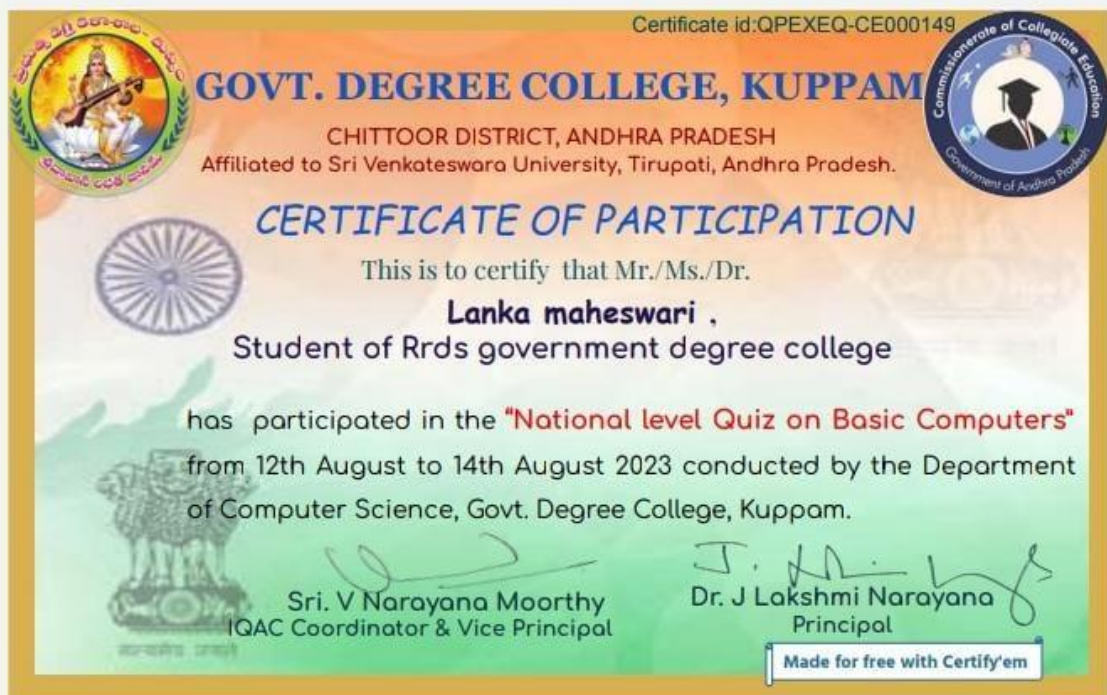 Certificate id:QPEXEQ-CE000149
GOVT. DEGREE COLLEGE, KUPPAM
CHITTOOR DISTRICT, ANDHRA PRADESH
Affiliated to Sri Venkateswara University, Tirupati, Andhra Pradesh.
Commissionerate of Collegiate Education
Government of Andhra Pradesh
CERTIFICATE OF PARTICIPATION
This is to certify that Mr./Ms./Dr.
Lanka maheswari .
Student of Rrds government degree college
has participated in the "National level Quiz on Basic Computers"
from 12th August to 14th August 2023 conducted by the Department
of Computer Science, Govt. Degree College, Kuppam.
Sri. V Narayana Moorthy
IQAC Coordinator & Vice Principal
Dr. J Lakshmi Narayana
Principal
सत्यमेव जयते
Made for free with Certify'em